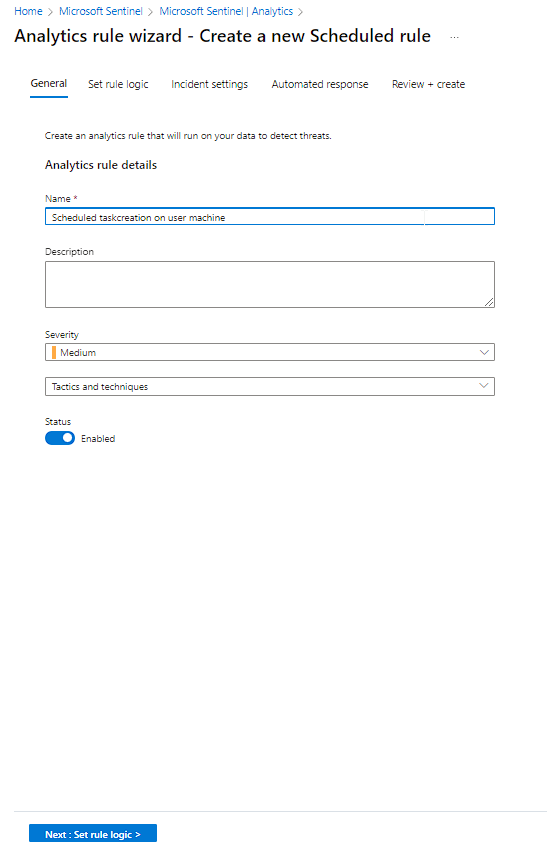 Home > Microsoft Sentinel > Microsoft Sentinel | Analytics >
Analytics rule wizard - Create a new Scheduled rule ...
General Set rule logic Incident settings Automated response Review + create
Create an analytics rule that will run on your data to detect threats.
Analytics rule details
Name *
Scheduled taskcreation on user machine
Description
Severity
Medium
Tactics and techniques
Status
Enabled
Next : Set rule logic >